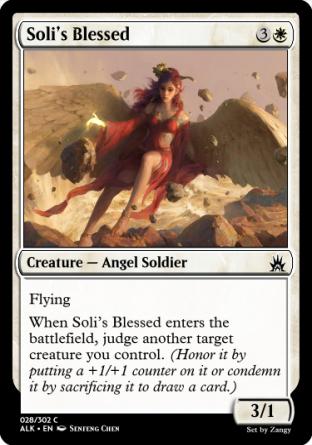 Soli's Blessed 3
Creature — Angel Soldier
Flying
When Soli's Blessed enters the
battlefield, judge another target
creature you control. (Honor it by
putting a +1/+1 counter on it or condemn
it by sacrificing it to draw a card.)
3/1
028/302 C
ALK • EN Senteng Chen
Set by Zangy